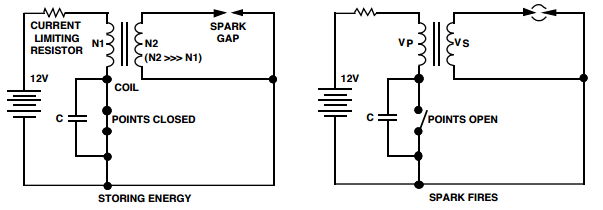 CURRENT
LIMITING
RESISTOR
N1
N2
(N2 >>> N1)
SPARK
GAP
12V
COIL
C
POINTS CLOSED
STORING ENERGY
VP
VS
12V
C
POINTS OPEN
SPARK FIRES